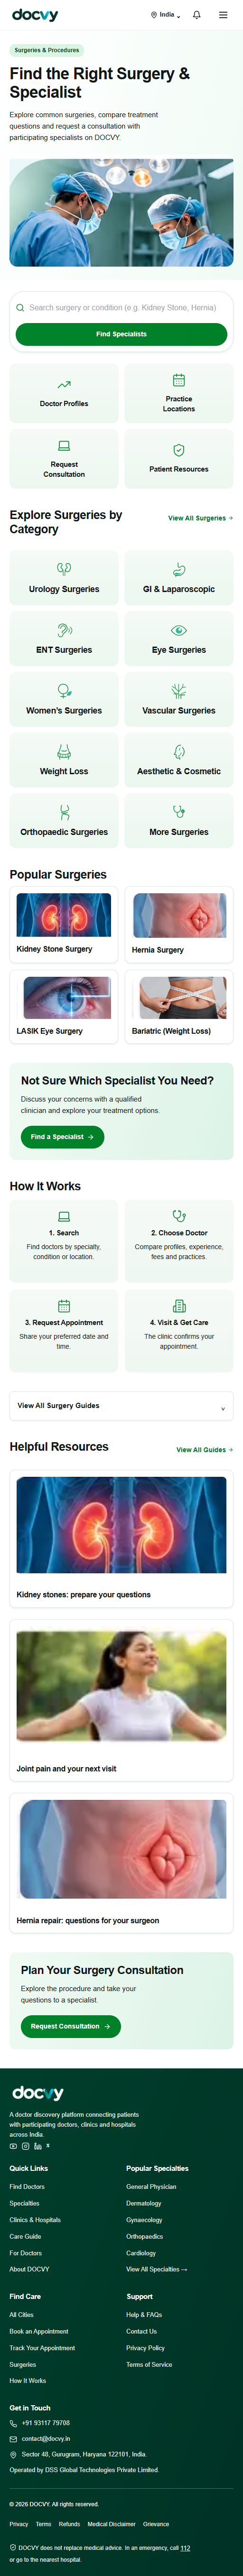 docvy
India
Surgeries & Procedures
Find the Right Surgery &
Specialist
Explore common surgeries, compare treatment
questions and request a consultation with
participating specialists on DOCVY.
Search surgery or condition (e.g. Kidney Stone, Hernia)
Find Specialists
Doctor Profiles
Practice
Locations
Request
Consultation
Patient Resources
Explore Surgeries by
Category
View All Surgeries →
Urology Surgeries
GI & Laparoscopic
ENT Surgeries
Eye Surgeries
Women's Surgeries
Vascular Surgeries
Weight Loss
Aesthetic & Cosmetic
Orthopaedic Surgeries
More Surgeries
Popular Surgeries
Kidney Stone Surgery
Hernia Surgery
LASIK Eye Surgery
Bariatric (Weight Loss)
Not Sure Which Specialist You Need?
Discuss your concerns with a qualified
clinician and explore your treatment options.
Find a Specialist →
How It Works
1. Search
Find doctors by specialty,
condition or location.
2. Choose Doctor
Compare profiles, experience,
fees and practices.
3. Request Appointment
Share your preferred date and
time.
4. Visit & Get Care
The clinic confirms your
appointment.
View All Surgery Guides
Helpful Resources
View All Guides →
Kidney stones: prepare your questions
Joint pain and your next visit
Hernia repair: questions for your surgeon
Plan Your Surgery Consultation
Explore the procedure and take your
questions to a specialist.
Request Consultation →
docvy
A doctor discovery platform connecting patients
with participating doctors, clinics and hospitals
across India.
X
Quick Links
Find Doctors
Specialties
Clinics & Hospitals
Care Guide
For Doctors
About DOCVY
Popular Specialties
General Physician
Dermatology
Gynaecology
Orthopaedics
Cardiology
View All Specialties →
Find Care
All Cities
Book an Appointment
Track Your Appointment
Surgeries
How It Works
Support
Help & FAQs
Contact Us
Privacy Policy
Terms of Service
Get in Touch
+91 93117 79708
contact@docvy.in
Sector 48, Gurugram, Haryana 122101, India.
Operated by DSS Global Technologies Private Limited.
© 2026 DOCVY. All rights reserved.
Privacy Terms Refunds Medical Disclaimer Grievance
DOCVY does not replace medical advice. In an emergency, call 112
or go to the nearest hospital.